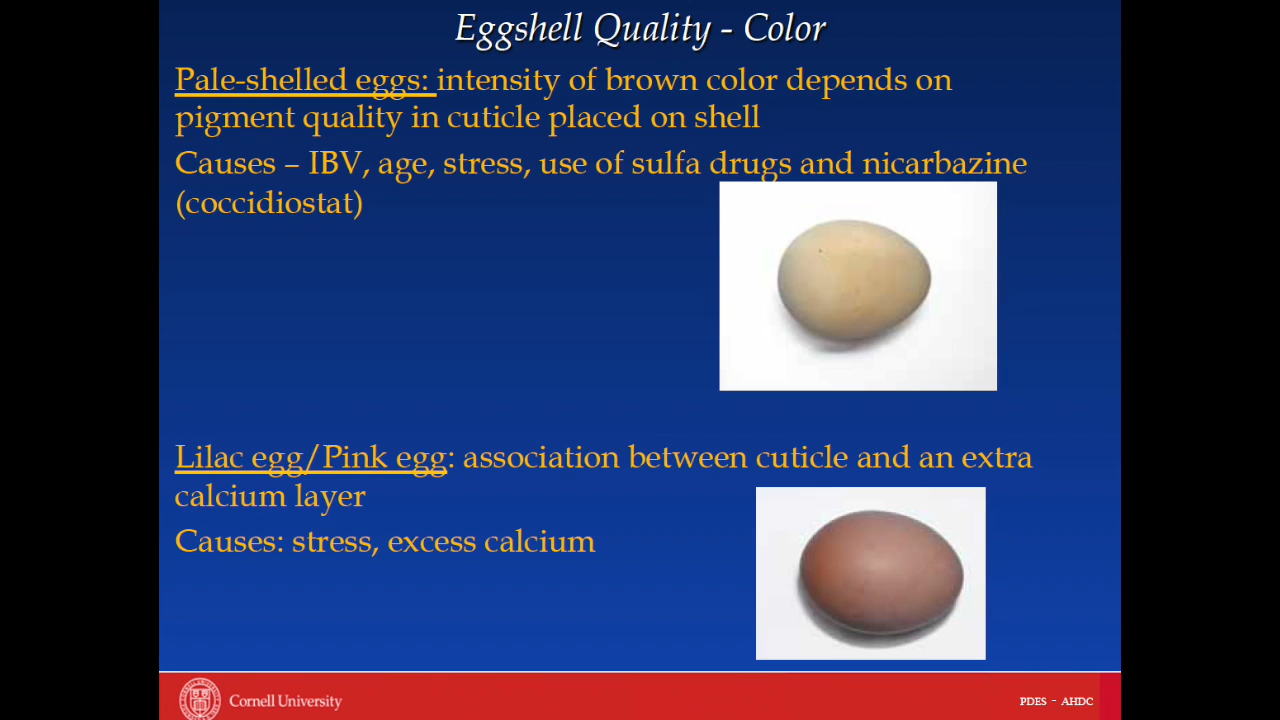 Eggshell Quality - Color
Pale-shelled eggs: intensity of brown color depends on
pigment quality in cuticle placed on shell
Causes – IBV, age, stress, use of sulfa drugs and nicarbazine
(coccidiostat)
Lilac egg/Pink egg: association between cuticle and an extra
calcium layer
Causes: stress, excess calcium
Cornell University
PDES - AHDC